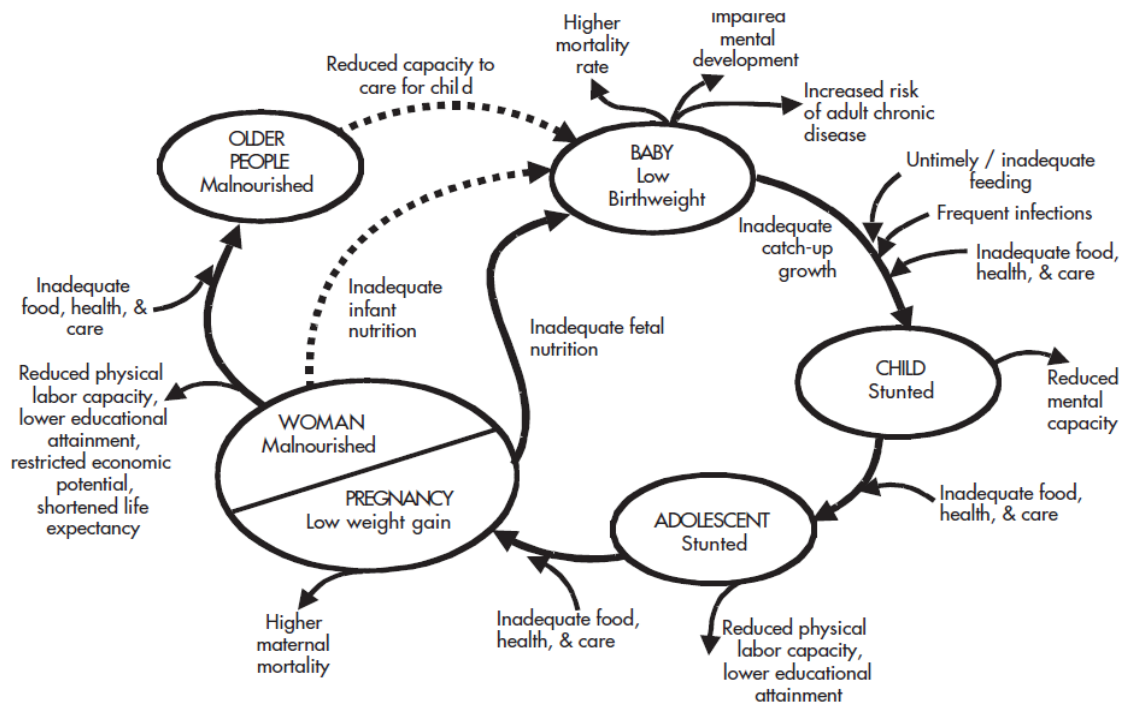 Higher
mortality
rate
Impaired
mental
development
Increased risk
of adult chronic
disease
Reduced capacity to
care for child
OLDER
PEOPLE
Malnourished
BABY
Low
Birthweight
Untimely / inadequate
feeding
Frequent infections
Inadequate food,
health, & care
Inadequate
catch-up
growth
Inadequate
food, health, &
care
Inadequate
infant
nutrition
Inadequate fetal
nutrition
CHILD
Stunted
Reduced
mental
capacity
Reduced physical
labor capacity,
lower educational
attainment,
restricted economic
potential,
shortened life
expectancy
WOMAN
Malnourished
PREGNANCY
Low weight gain
ADOLESCENT
Stunted
Inadequate food,
health, & care
Higher
maternal
mortality
Inadequate food,
health, & care
Reduced physical
labor capacity,
lower educational
attainment